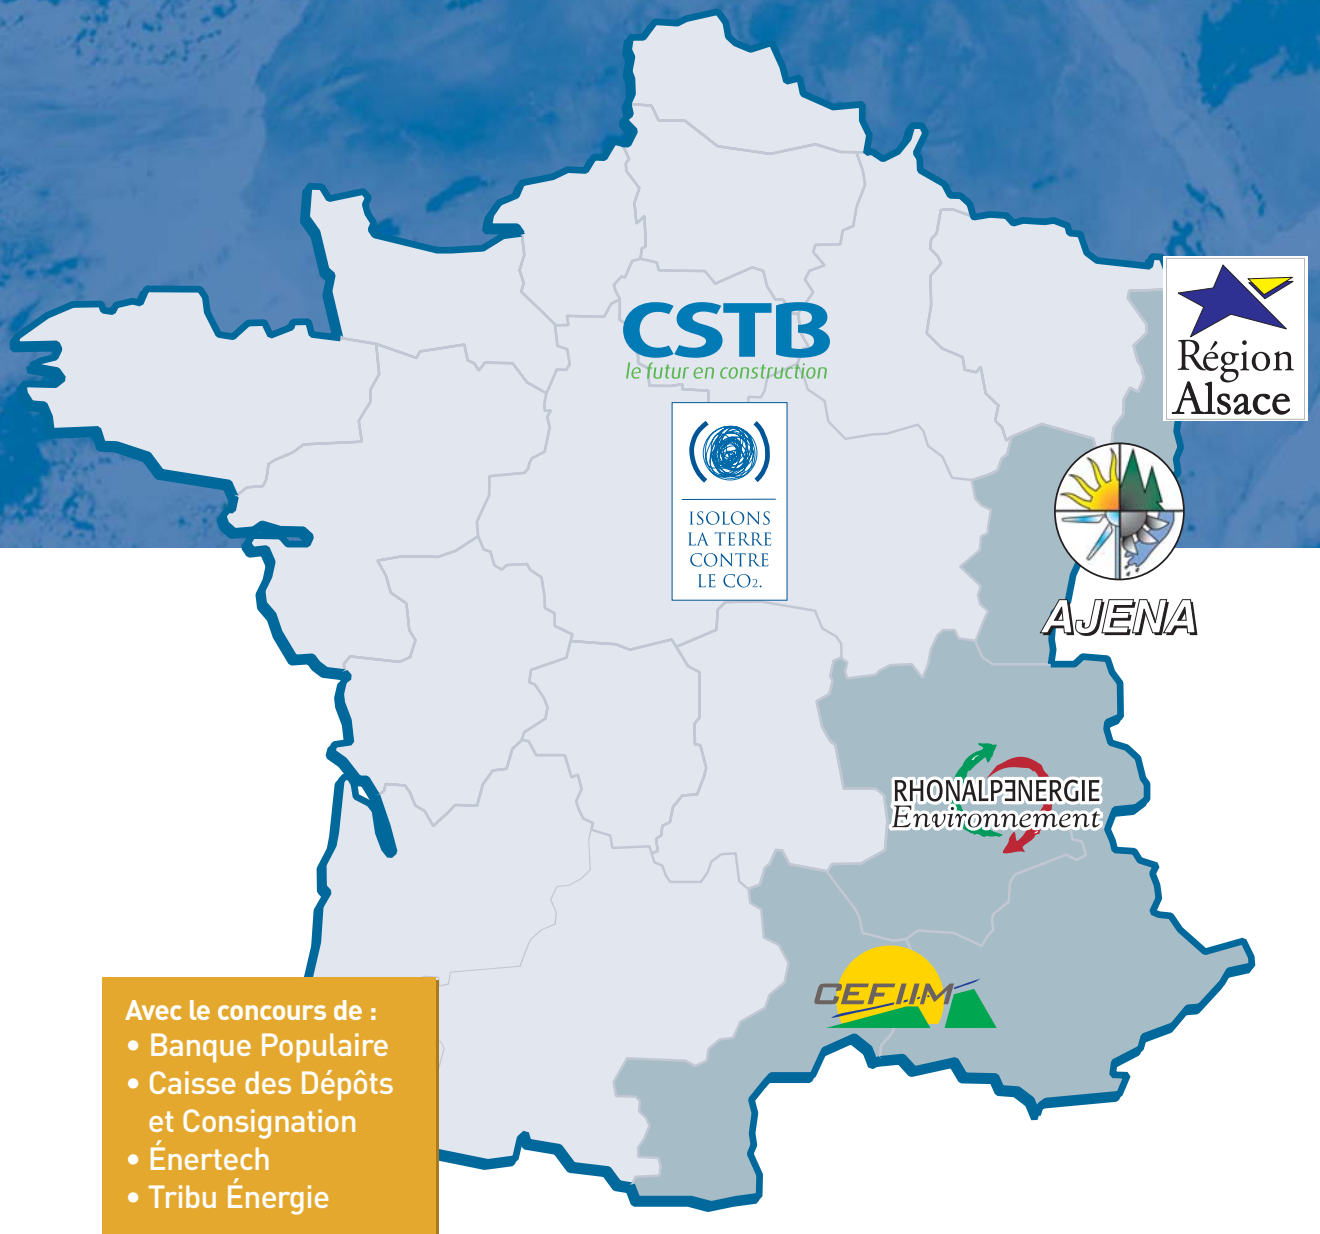 CSTB
le futur en construction
Région
Alsace
ISOLONS
LA TERRE
CONTRE
LE CO2.
AJENA
RHONALPENERGIE
Environnement
CEFIIM
Avec le concours de :
• Banque Populaire
• Caisse des Dépôts
et Consignation
• Énertech
• Tribu Énergie